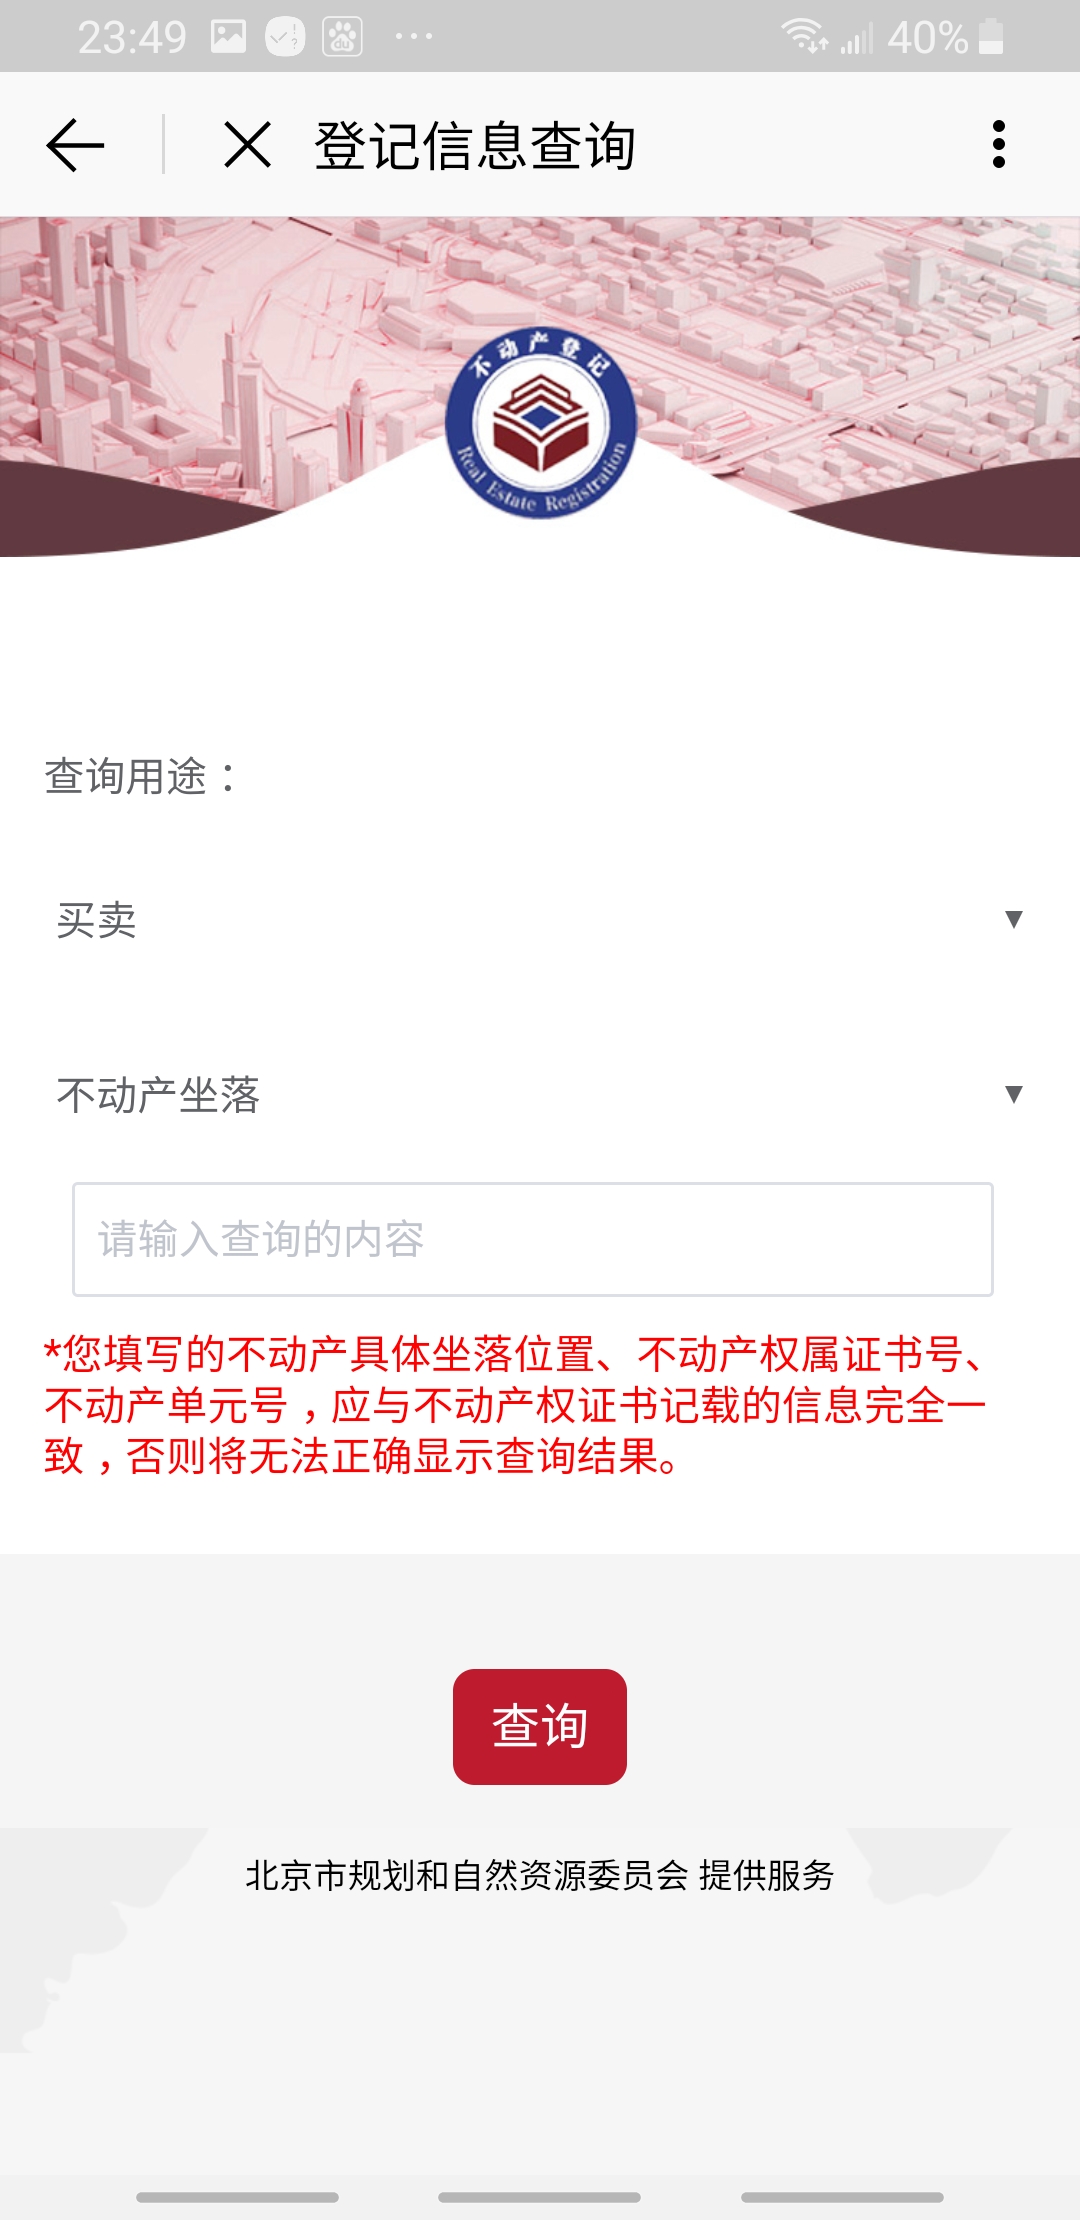 23:49
du
40%
登记信息查询
不动产登记
Real Estate Registration
查询用途：
买卖
不动产坐落
请输入查询的内容
*您填写的不动产具体坐落位置、不动产权属证书号、
不动产单元号，应与不动产权证书记载的信息完全一
致，否则将无法正确显示查询结果。
查询
北京市规划和自然资源委员会 提供服务